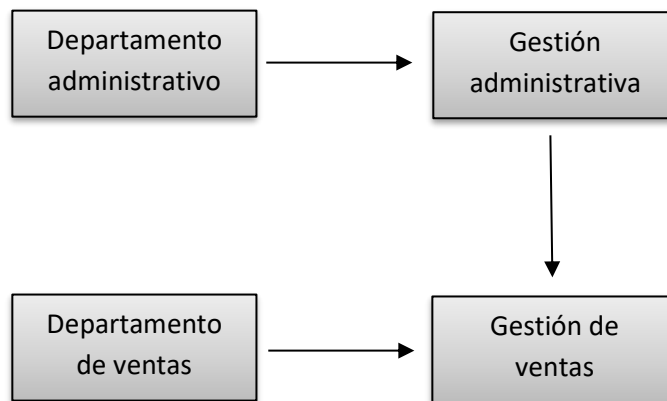 Departamento
administrativo
Gestión
administrativa
Departamento
de ventas
Gestión de
ventas